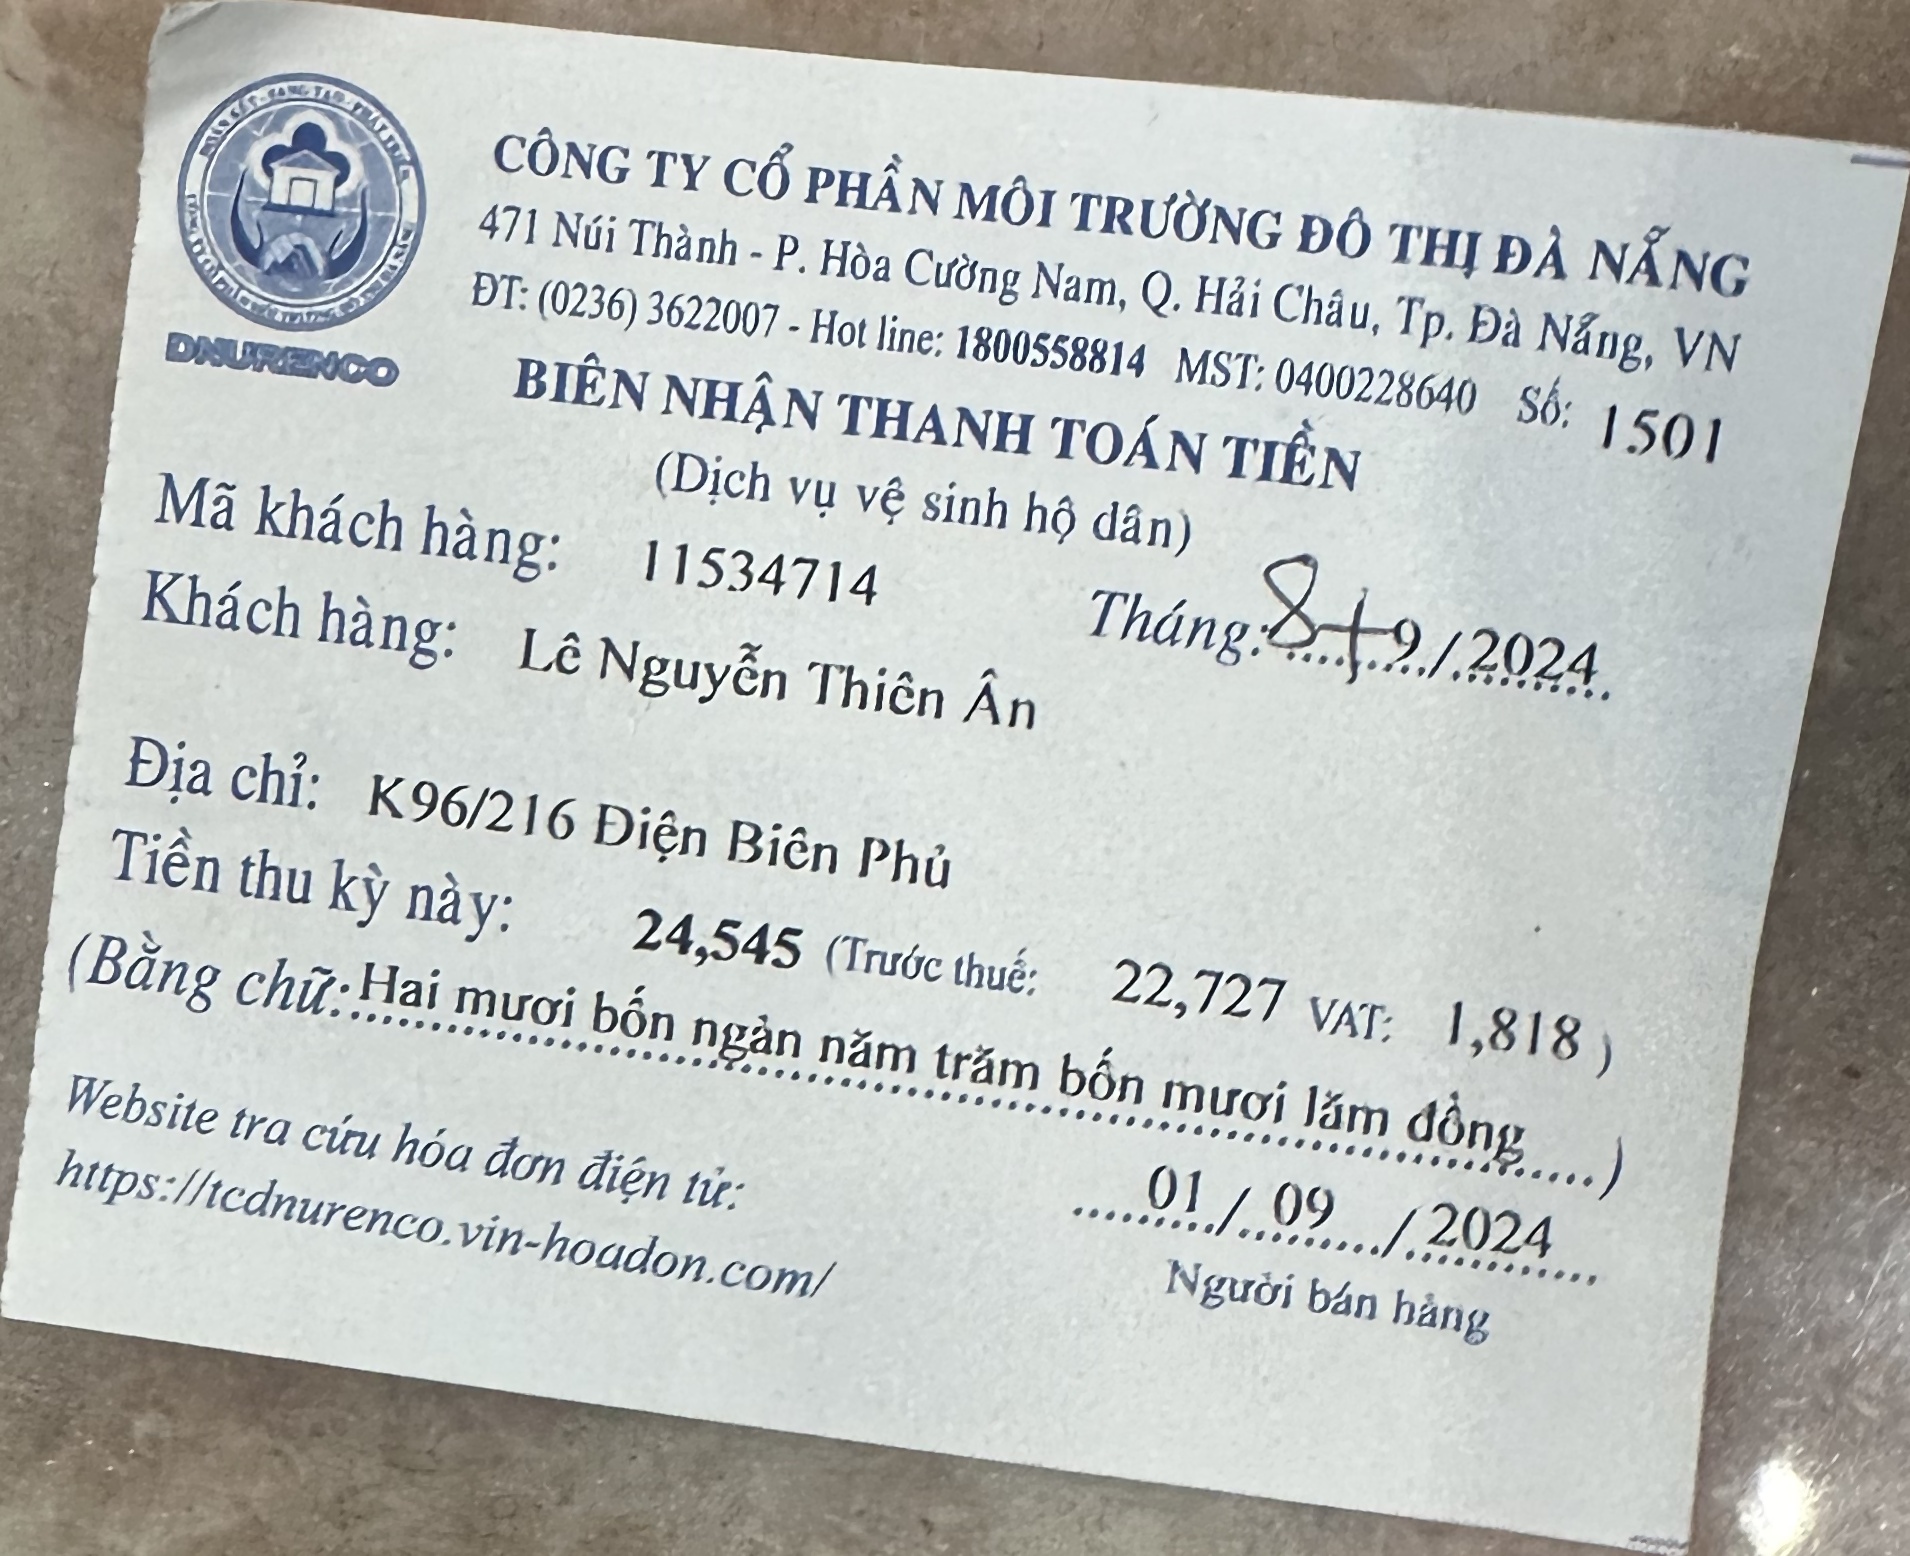 CÔNG TY CỔ PHẦN MÔI TRƯỜNG ĐÔ THỊ ĐÀ NẴNG
471 Núi Thành - P. Hòa Cường Nam, Q. Hải Châu, Tp. Đà Nẵng, VN
ĐT: (0236) 3622007 - Hot line: 1800558814 MST: 0400228640 Số: 1501
DNURENCO
BIÊN NHẬN THANH TOÁN TIỀN
(Dịch vụ vệ sinh hộ dân)
Mã khách hàng: 11534714
Tháng: 8+9/2024
Khách hàng: Lê Nguyễn Thiên Ân
Địa chỉ: K96/216 Điện Biên Phủ
Tiền thu kỳ này: 24,545 (Trước thuế: 22,727 VAT: 1,818)
(Bằng chữ: Hai mươi bốn ngàn năm trăm bốn mươi lăm đồng......)
Website tra cứu hóa đơn điện tử:
https://tcdnurenco.vin-hoadon.com/
01/09/2024
Người bán hàng